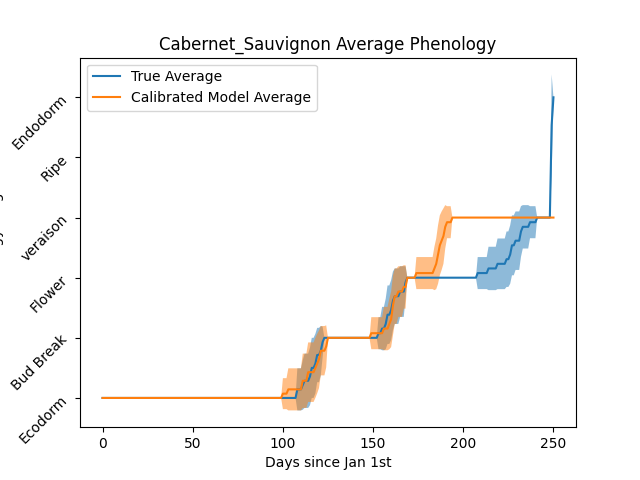 Cabernet_Sauvignon Average Phenology
True Average
Calibrated Model Average
Endodorm
Ripe
veraison
Flower
Bud Break
Ecodorm
0 50 100 150 200 250
Days since Jan 1st